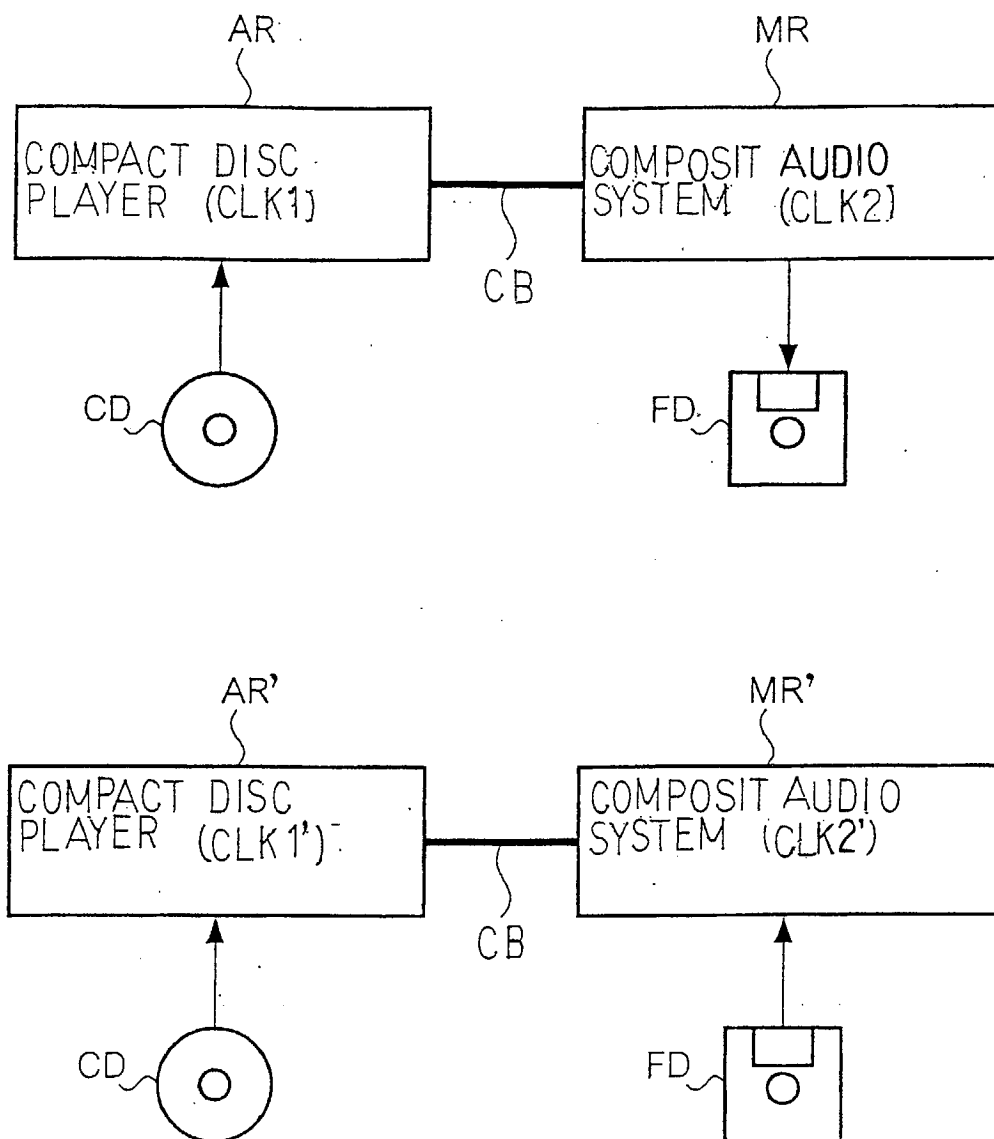 AR
MR
COMPACT DISC
PLAYER (CLK1)
COMPOSIT AUDIO
SYSTEM (CLK2)
CB
CD
FD
AR'
MR'
COMPACT DISC
PLAYER (CLK1')
COMPOSIT AUDIO
SYSTEM (CLK2')
CB
CD
FD